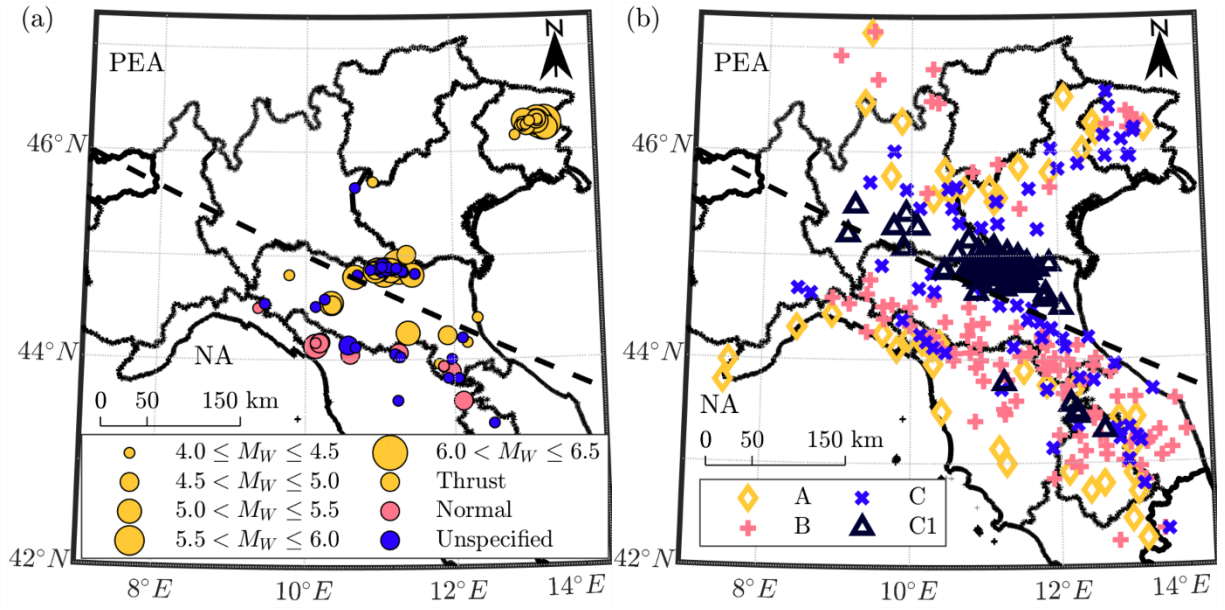 (a)
N
PEA
46°N
44°N
NA
0 50 150 km
4.0 ≤ M_W ≤ 4.5
4.5 < M_W ≤ 5.0
5.0 < M_W ≤ 5.5
5.5 < M_W ≤ 6.0
6.0 < M_W ≤ 6.5
Thrust
Normal
Unspecified
42°N
8°E 10°E 12°E 14°E
(b)
N
PEA
46°N
44°N
NA
0 50 150 km
A C
B C1
42°N
8°E 10°E 12°E 14°E